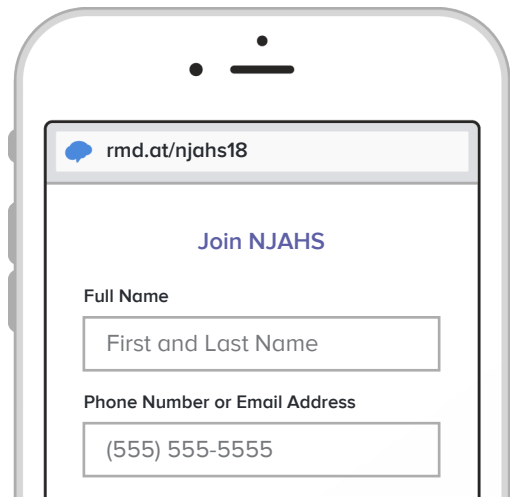 rmd.at/njahs18
Join NJAHS
Full Name
First and Last Name
Phone Number or Email Address
(555) 555-5555